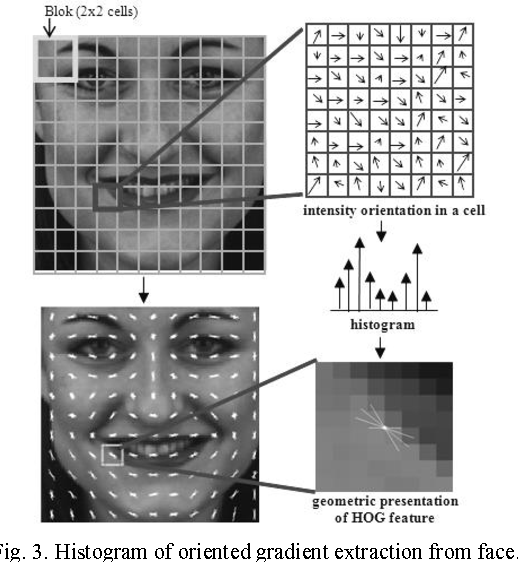 Blok (2x2 cells)
intensity orientation in a cell
histogram
geometric presentation
of HOG feature
Fig. 3. Histogram of oriented gradient extraction from face.